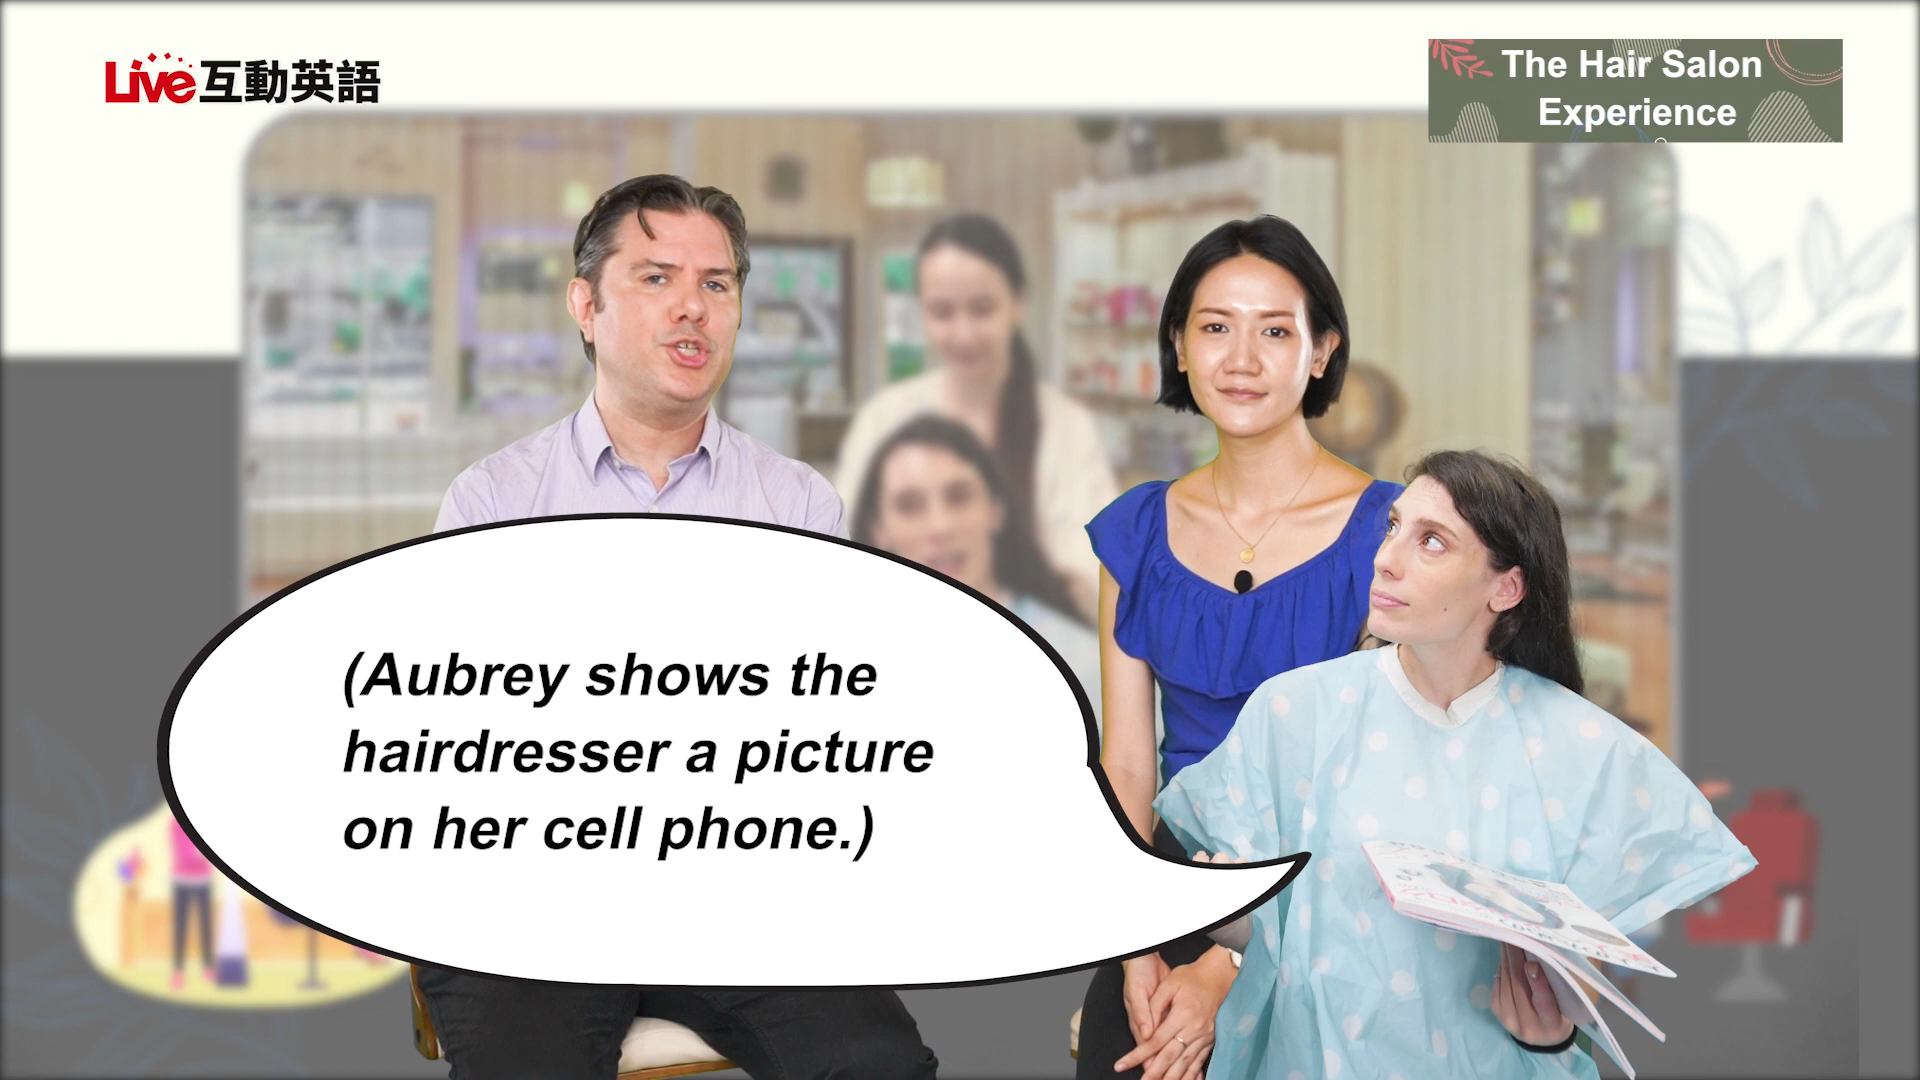 Live互動英語
The Hair Salon
Experience
(Aubrey shows the
hairdresser a picture
on her cell phone.)